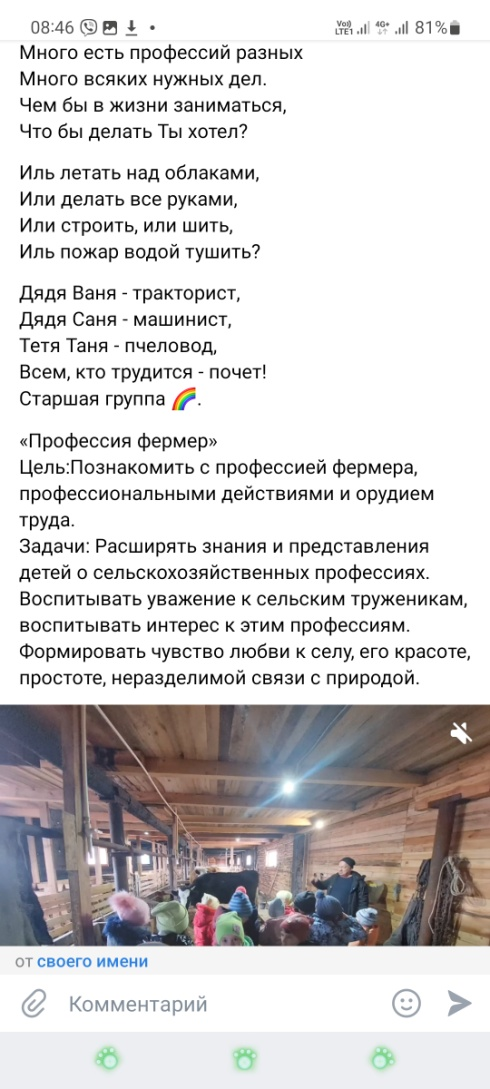 08:46
Vo)) LTE1 4G+ 81%
Много есть профессий разных
Много всяких нужных дел.
Чем бы в жизни заниматься,
Что бы делать Ты хотел?
Иль летать над облаками,
Или делать все руками,
Или строить, или шить,
Иль пожар водой тушить?
Дядя Ваня - тракторист,
Дядя Саня - машинист,
Тетя Таня - пчеловод,
Всем, кто трудится - почет!
Старшая группа 🌈.
«Профессия фермер»
Цель:Познакомить с профессией фермера,
профессиональными действиями и орудием
труда.
Задачи: Расширять знания и представления
детей о сельскохозяйственных профессиях.
Воспитывать уважение к сельским труженикам,
воспитывать интерес к этим профессиям.
Формировать чувство любви к селу, его красоте,
простоте, неразделимой связи с природой.
от своего имени
Комментарий